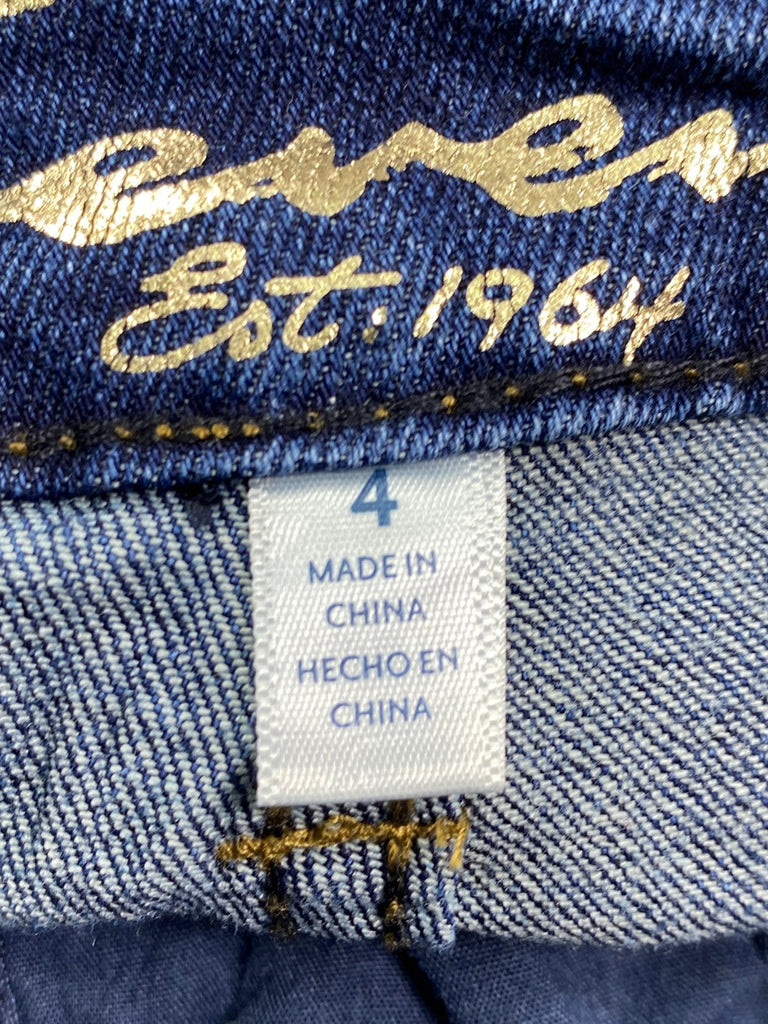 Est. 1964
4
MADE IN
CHINA
HECHO EN
CHINA